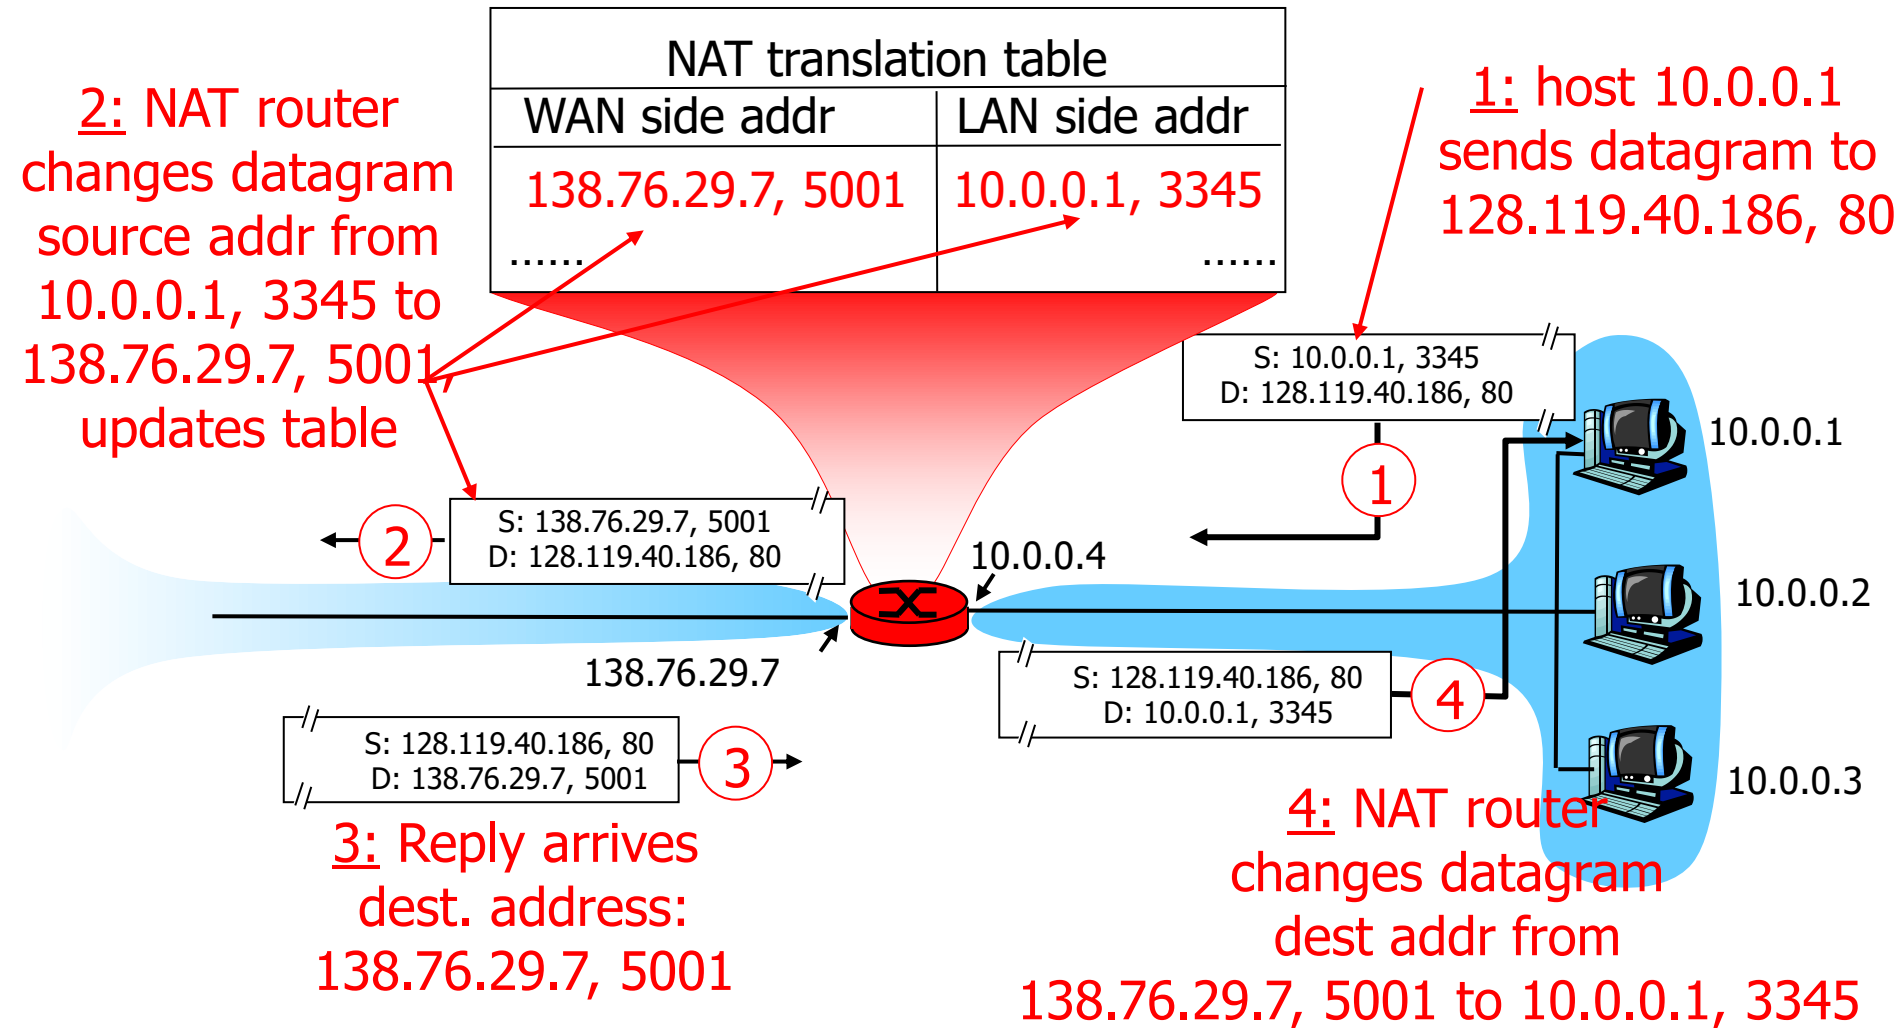 NAT translation table
WAN side addr LAN side addr
138.76.29.7, 5001 10.0.0.1, 3345
...... ......
2: NAT router
changes datagram
source addr from
10.0.0.1, 3345 to
138.76.29.7, 5001,
updates table
1: host 10.0.0.1
sends datagram to
128.119.40.186, 80
S: 10.0.0.1, 3345
D: 128.119.40.186, 80
1
10.0.0.1
S: 138.76.29.7, 5001
D: 128.119.40.186, 80
2
10.0.0.4
10.0.0.2
138.76.29.7
S: 128.119.40.186, 80
D: 10.0.0.1, 3345
4
S: 128.119.40.186, 80
D: 138.76.29.7, 5001
3
10.0.0.3
3: Reply arrives
dest. address:
138.76.29.7, 5001
4: NAT router
changes datagram
dest addr from
138.76.29.7, 5001 to 10.0.0.1, 3345